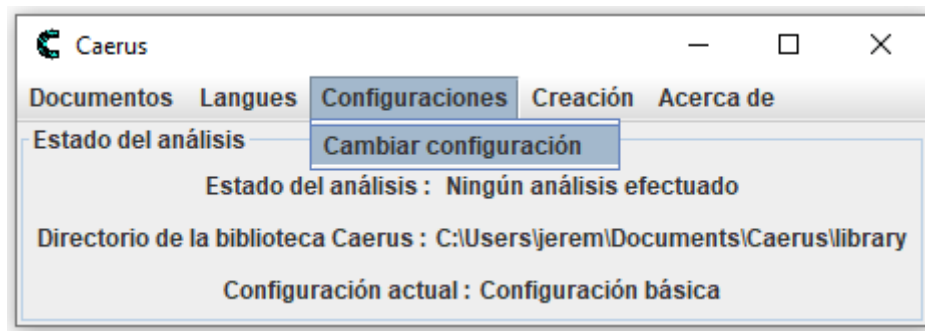 Caerus
Documentos Langues Configuraciones Creación Acerca de
Cambiar configuración
Estado del análisis
Estado del análisis : Ningún análisis efectuado
Directorio de la biblioteca Caerus : C:\Users\jerem\Documents\Caerus\library
Configuración actual : Configuración básica